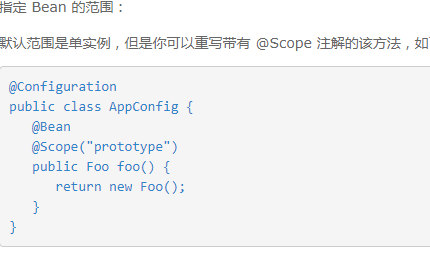 指定 Bean 的范围：
默认范围是单实例，但是你可以重写带有 @Scope 注解的该方法，如
@Configuration
public class AppConfig {
   @Bean
   @Scope("prototype")
   public Foo foo() {
      return new Foo();
   }
}